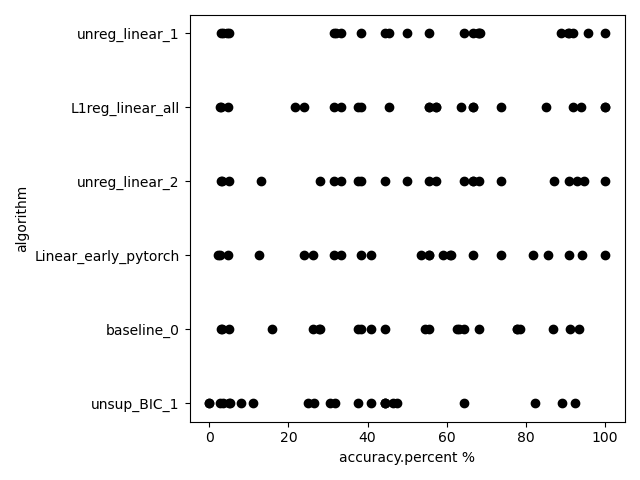 unreg_linear_1
L1reg_linear_all
unreg_linear_2
Linear_early_pytorch
baseline_0
unsup_BIC_1
algorithm
0 20 40 60 80 100
accuracy.percent %